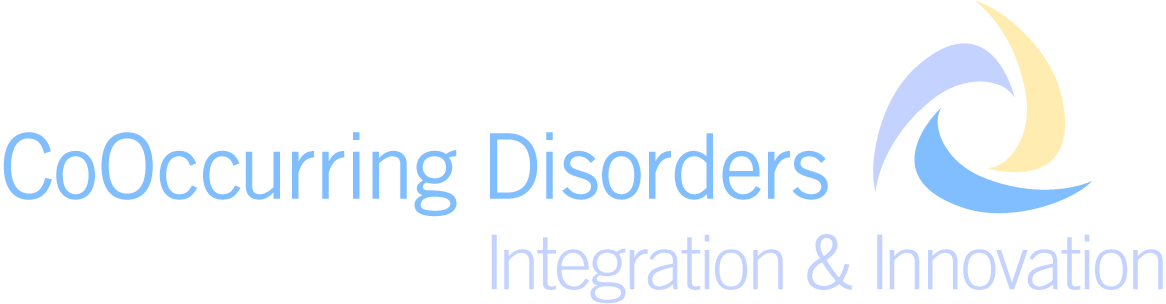 CoOccurring Disorders
Integration & Innovation